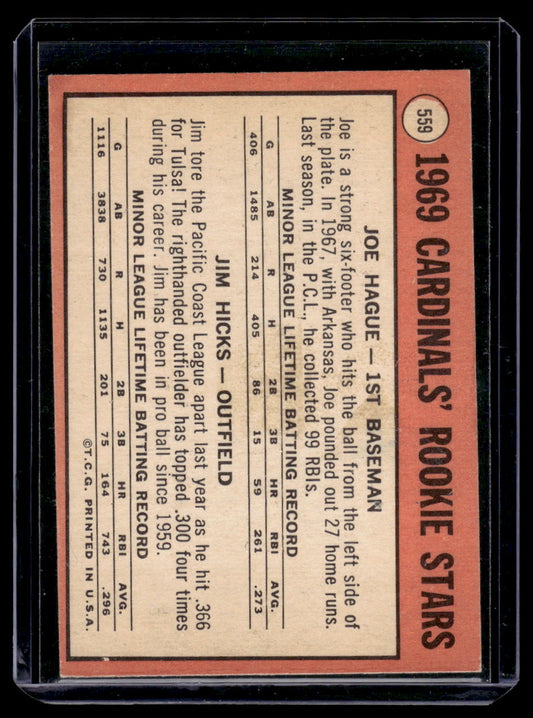 559
1969 CARDINALS' ROOKIE STARS
JOE HAGUE — 1ST BASEMAN
Joe is a strong six-footer who hits the ball from the left side of
the plate. In 1967, with Arkansas, Joe pounded out 27 home runs.
Last season, in the P.C.L., he collected 99 RBIs.
MINOR LEAGUE LIFETIME BATTING RECORD
G AB R H 2B 3B HR RBI AVG.
406 1485 214 405 86 15 59 261 .273
JIM HICKS — OUTFIELD
Jim tore the Pacific Coast League apart last year as he hit .366
for Tulsa! The righthanded outfielder has topped .300 four times
during his career. Jim has been in pro ball since 1959.
MINOR LEAGUE LIFETIME BATTING RECORD
G AB R H 2B 3B HR RBI AVG.
1116 3838 730 1135 201 75 164 743 .296
©T.C.G. PRINTED IN U.S.A.